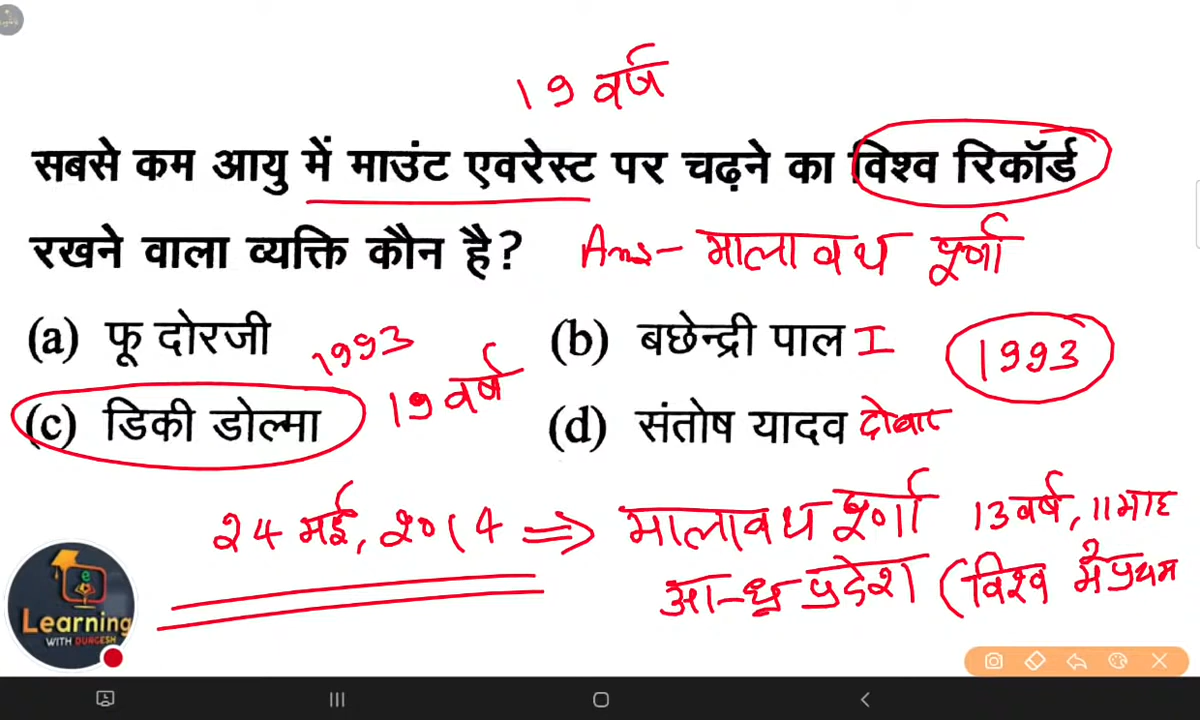 19 वर्ष
सबसे कम आयु में माउंट एवरेस्ट पर चढ़ने का विश्व रिकॉर्ड
रखने वाला व्यक्ति कौन है? Ans- मालावथ पूर्णा
(a) फू दोरजी 1993 (b) बछेन्द्री पाल I 1993
(c) डिकी डोल्मा 19 वर्ष (d) संतोष यादव दोबार
24 मई, 2014 ⇒ मालावथ पूर्णा 13 वर्ष, 11 माह
आन्ध्र प्रदेश (विश्व में प्रथम
e
Learning
WITH DURGESH